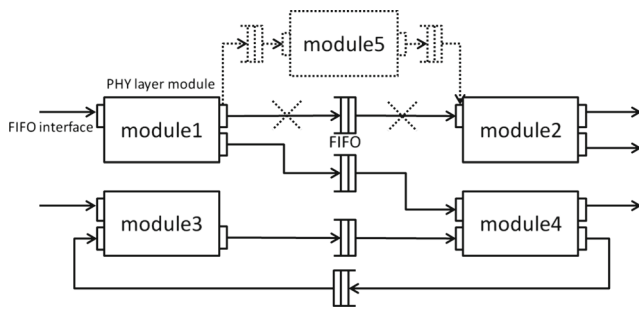 module5
PHY layer module
FIFO interface
module1
FIFO
module2
module3
module4